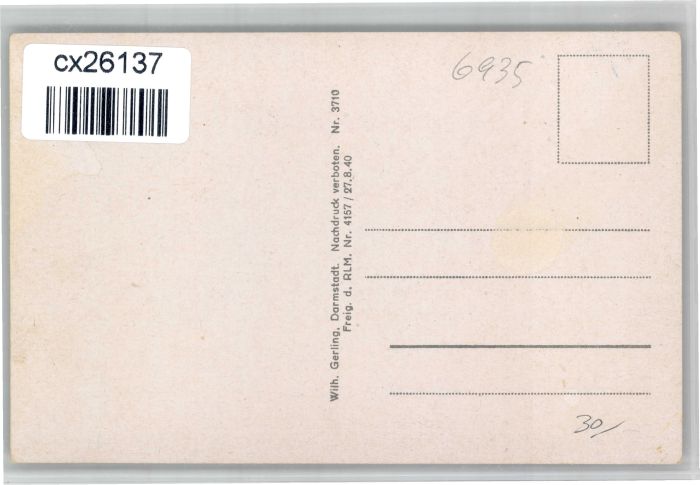 cx26137
6935
Wilh. Gerling, Darmstadt. Nachdruck verboten. Nr. 3710
Freig. d. RLM. Nr. 4157 / 27.8.40
30/